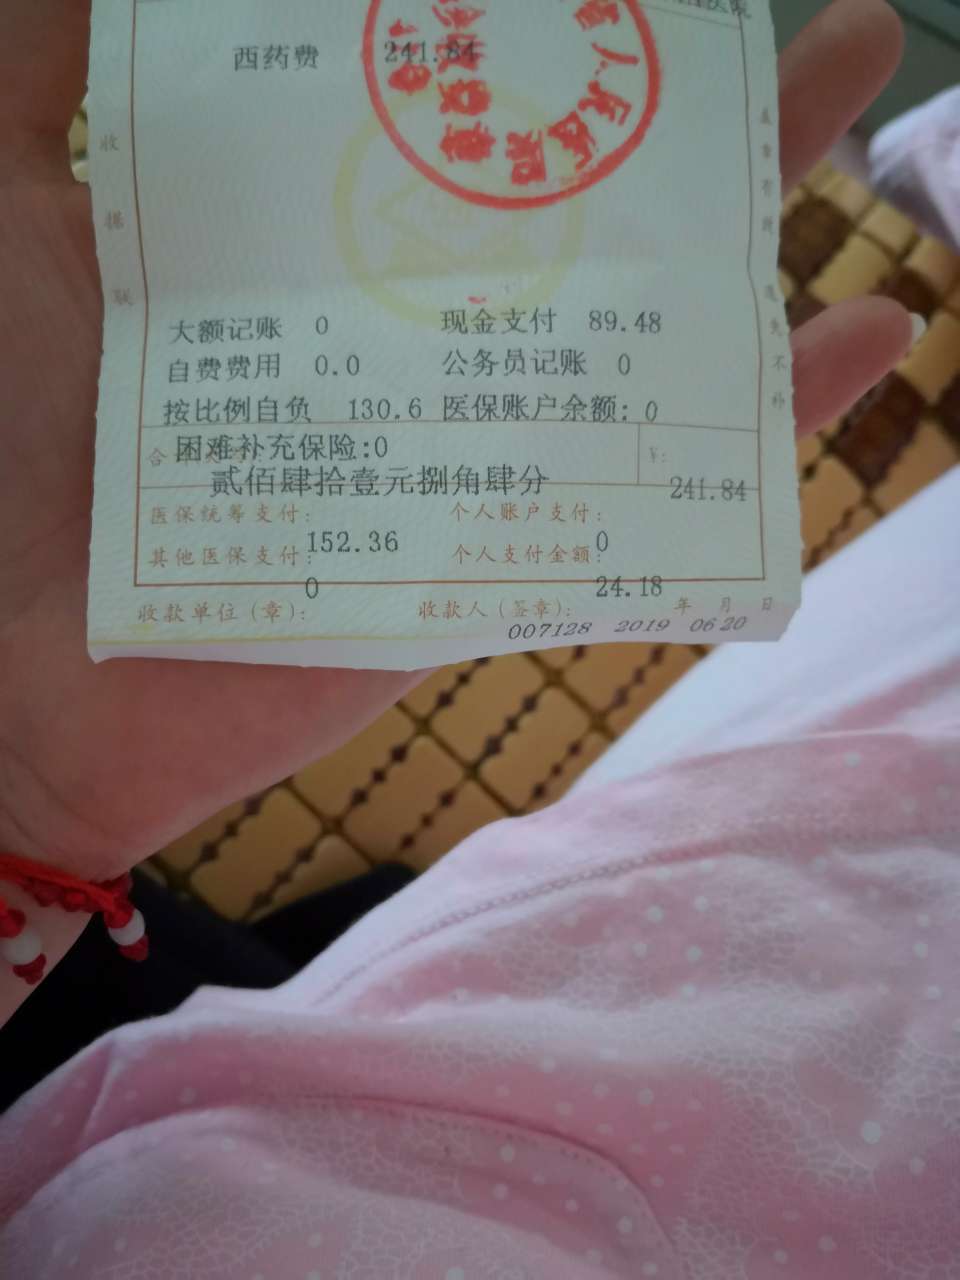 西药费 241.84
收据联
大额记账 0 现金支付 89.48
自费费用 0.0 公务员记账 0
按比例自负 130.6 医保账户余额: 0
困难补充保险:0
合
贰佰肆拾壹元捌角肆分 ¥: 241.84
医保统筹支付: 152.36 个人账户支付: 0
其他医保支付: 0 个人支付金额: 24.18
收款单位(章): 收款人(签章): 年 月 日
007128 2019 06 20